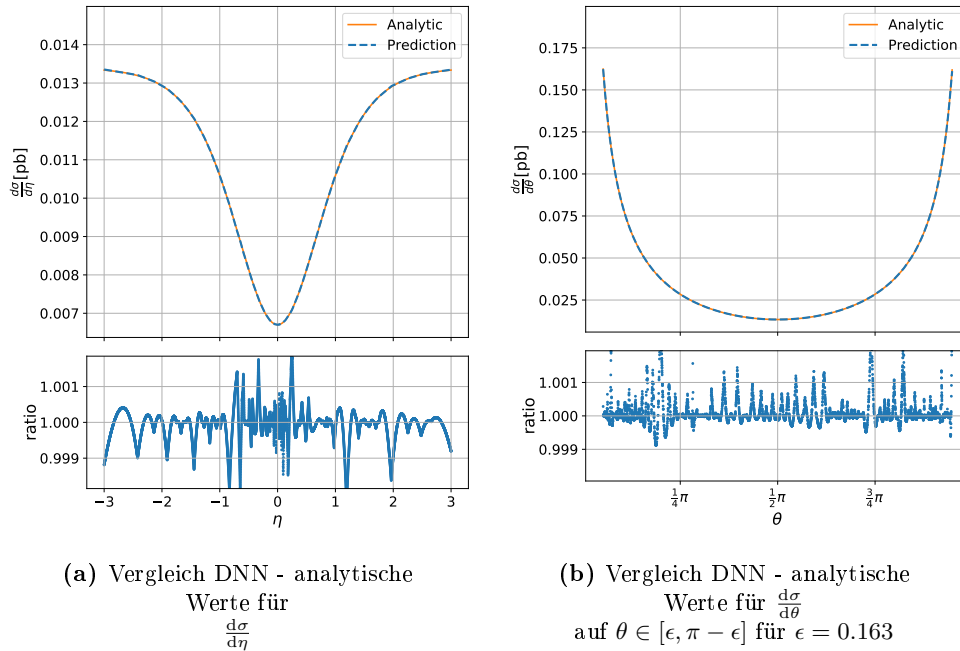 Analytic
Prediction
0.014
0.013
0.012
0.011
0.010
0.009
0.008
0.007
dσ/dη [pb]
1.001
1.000
0.999
ratio
−3 −2 −1 0 1 2 3
η
Analytic
Prediction
0.175
0.150
0.125
0.100
0.075
0.050
0.025
dσ/dθ [pb]
1.001
1.000
0.999
ratio
1/4 π 1/2 π 3/4 π
θ
(a) Vergleich DNN - analytische
Werte für
dσ/dη
(b) Vergleich DNN - analytische
Werte für dσ/dθ
auf θ ∈ [ϵ, π − ϵ] für ϵ = 0.163